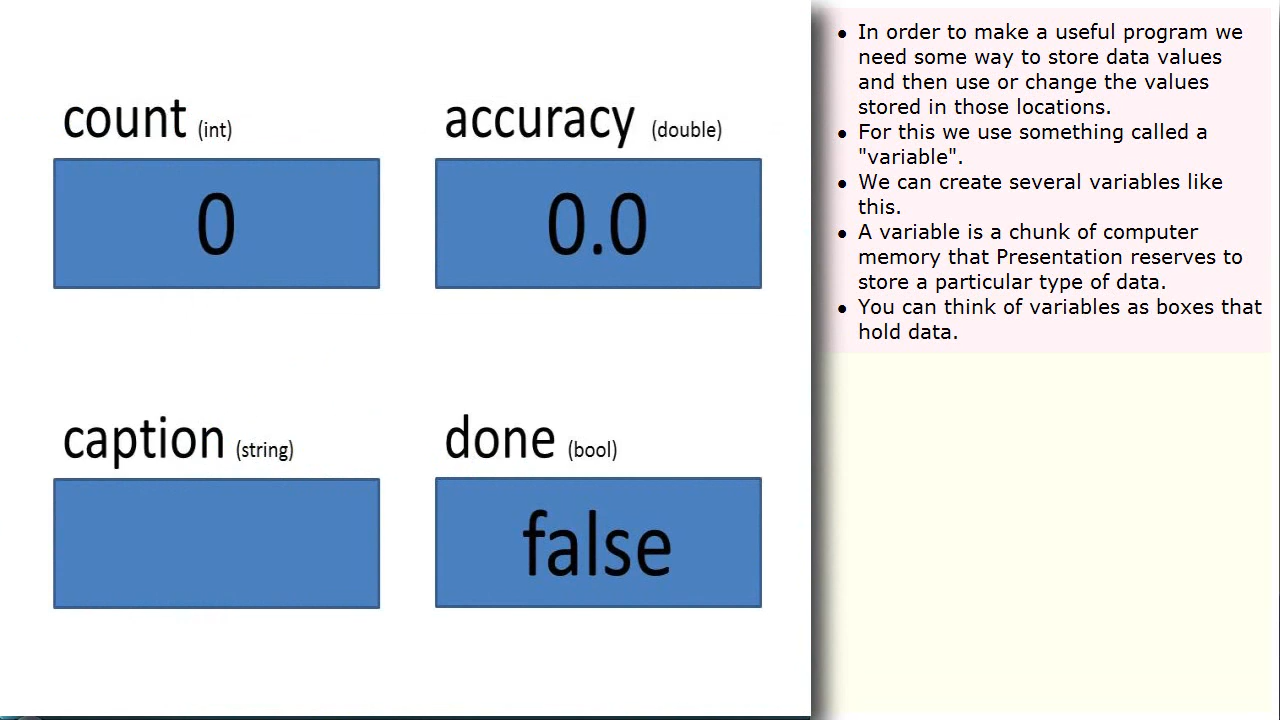 count (int)
0
accuracy (double)
0.0
caption (string)
done (bool)
false
• In order to make a useful program we
need some way to store data values
and then use or change the values
stored in those locations.
• For this we use something called a
"variable".
• We can create several variables like
this.
• A variable is a chunk of computer
memory that Presentation reserves to
store a particular type of data.
• You can think of variables as boxes that
hold data.